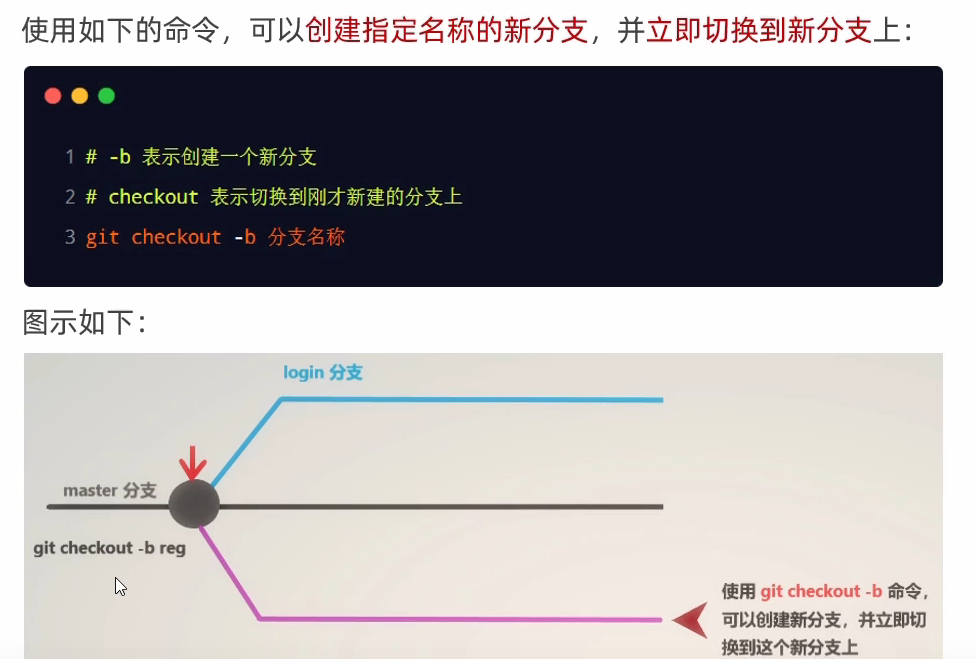 使用如下的命令，可以创建指定名称的新分支，并立即切换到新分支上：
1 # -b 表示创建一个新分支
2 # checkout 表示切换到刚才新建的分支上
3 git checkout -b 分支名称
图示如下：
login 分支
master 分支
git checkout -b reg
使用 git checkout -b 命令，
可以创建新分支，并立即切
换到这个新分支上